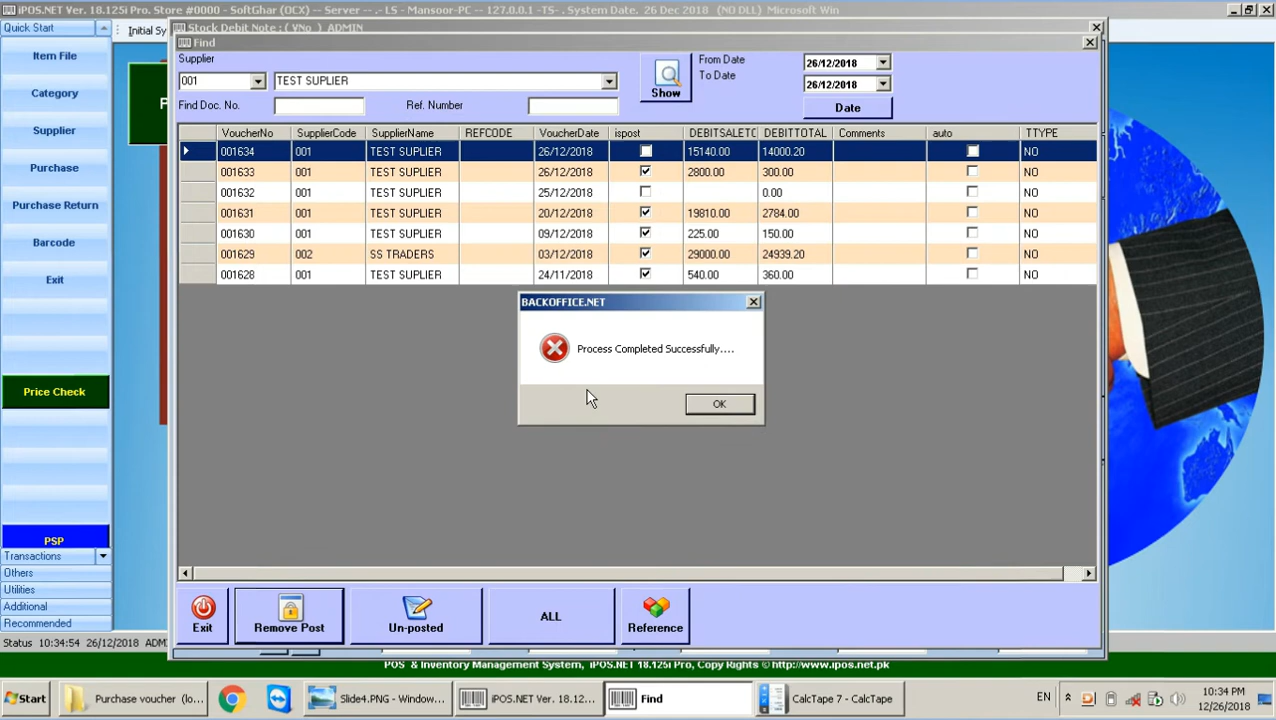 iPOS.NET Ver. 18.125i Pro. Store #0000 - SoftGhar (OCX) -- Server -- .- LS - Mansoor-PC -- 127.0.0.1 -TS- , System Date. 26 Dec 2018 (NO DLL) Microsoft Win
Quick Start
Initial Sy
Stock Debit Note : ( VNo ) ADMIN
Find
Item File
Category
Supplier
Purchase
Purchase Return
Barcode
Exit
Price Check
PSP
Transactions
Others
Utilities
Additional
Recommended
Supplier
001
TEST SUPLIER
Show
From Date
26/12/2018
To Date
26/12/2018
Find Doc. No.
Ref. Number
Date
VoucherNo SupplierCode SupplierName REFCODE VoucherDate ispost DEBITSALETC DEBITTOTAL Comments auto TTYPE
001634 001 TEST SUPLIER 26/12/2018 15140.00 14000.20 NO
001633 001 TEST SUPLIER 26/12/2018 2800.00 300.00 NO
001632 001 TEST SUPLIER 25/12/2018 0.00 NO
001631 001 TEST SUPLIER 20/12/2018 19810.00 2784.00 NO
001630 001 TEST SUPLIER 09/12/2018 225.00 150.00 NO
001629 002 SS TRADERS 03/12/2018 29000.00 24939.20 NO
001628 001 TEST SUPLIER 24/11/2018 540.00 360.00 NO
BACKOFFICE.NET
Process Completed Successfully....
OK
Exit
Remove Post
Un-posted
ALL
Reference
Status 10:34:54 26/12/2018 ADM
POS & Inventory Management System, iPOS.NET 18.125i Pro, Copy Rights © http://www.ipos.net.pk
Start
Purchase voucher (lo...
Slide4.PNG - Window...
iPOS.NET Ver. 18.12...
Find
CalcTape 7 - CalcTape
EN
10:34 PM
12/26/2018